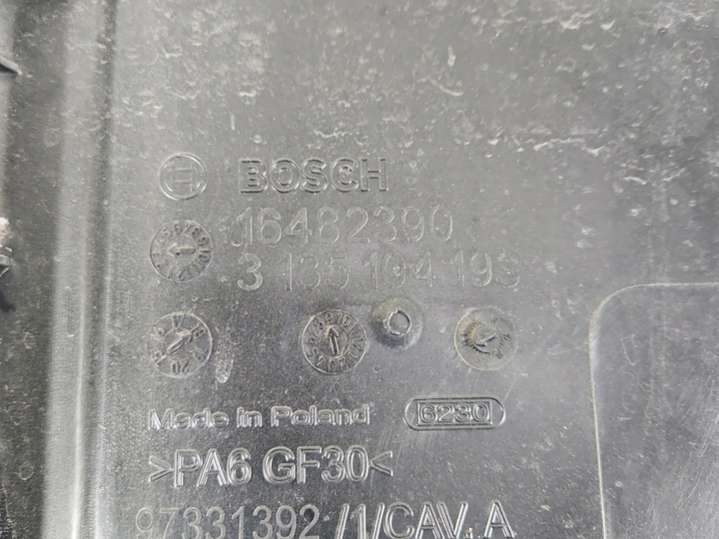 BOSCH
16482390
3 135 104 193
Made in Poland 6230
>PA6 GF30<
97331392 /1/CAV. A